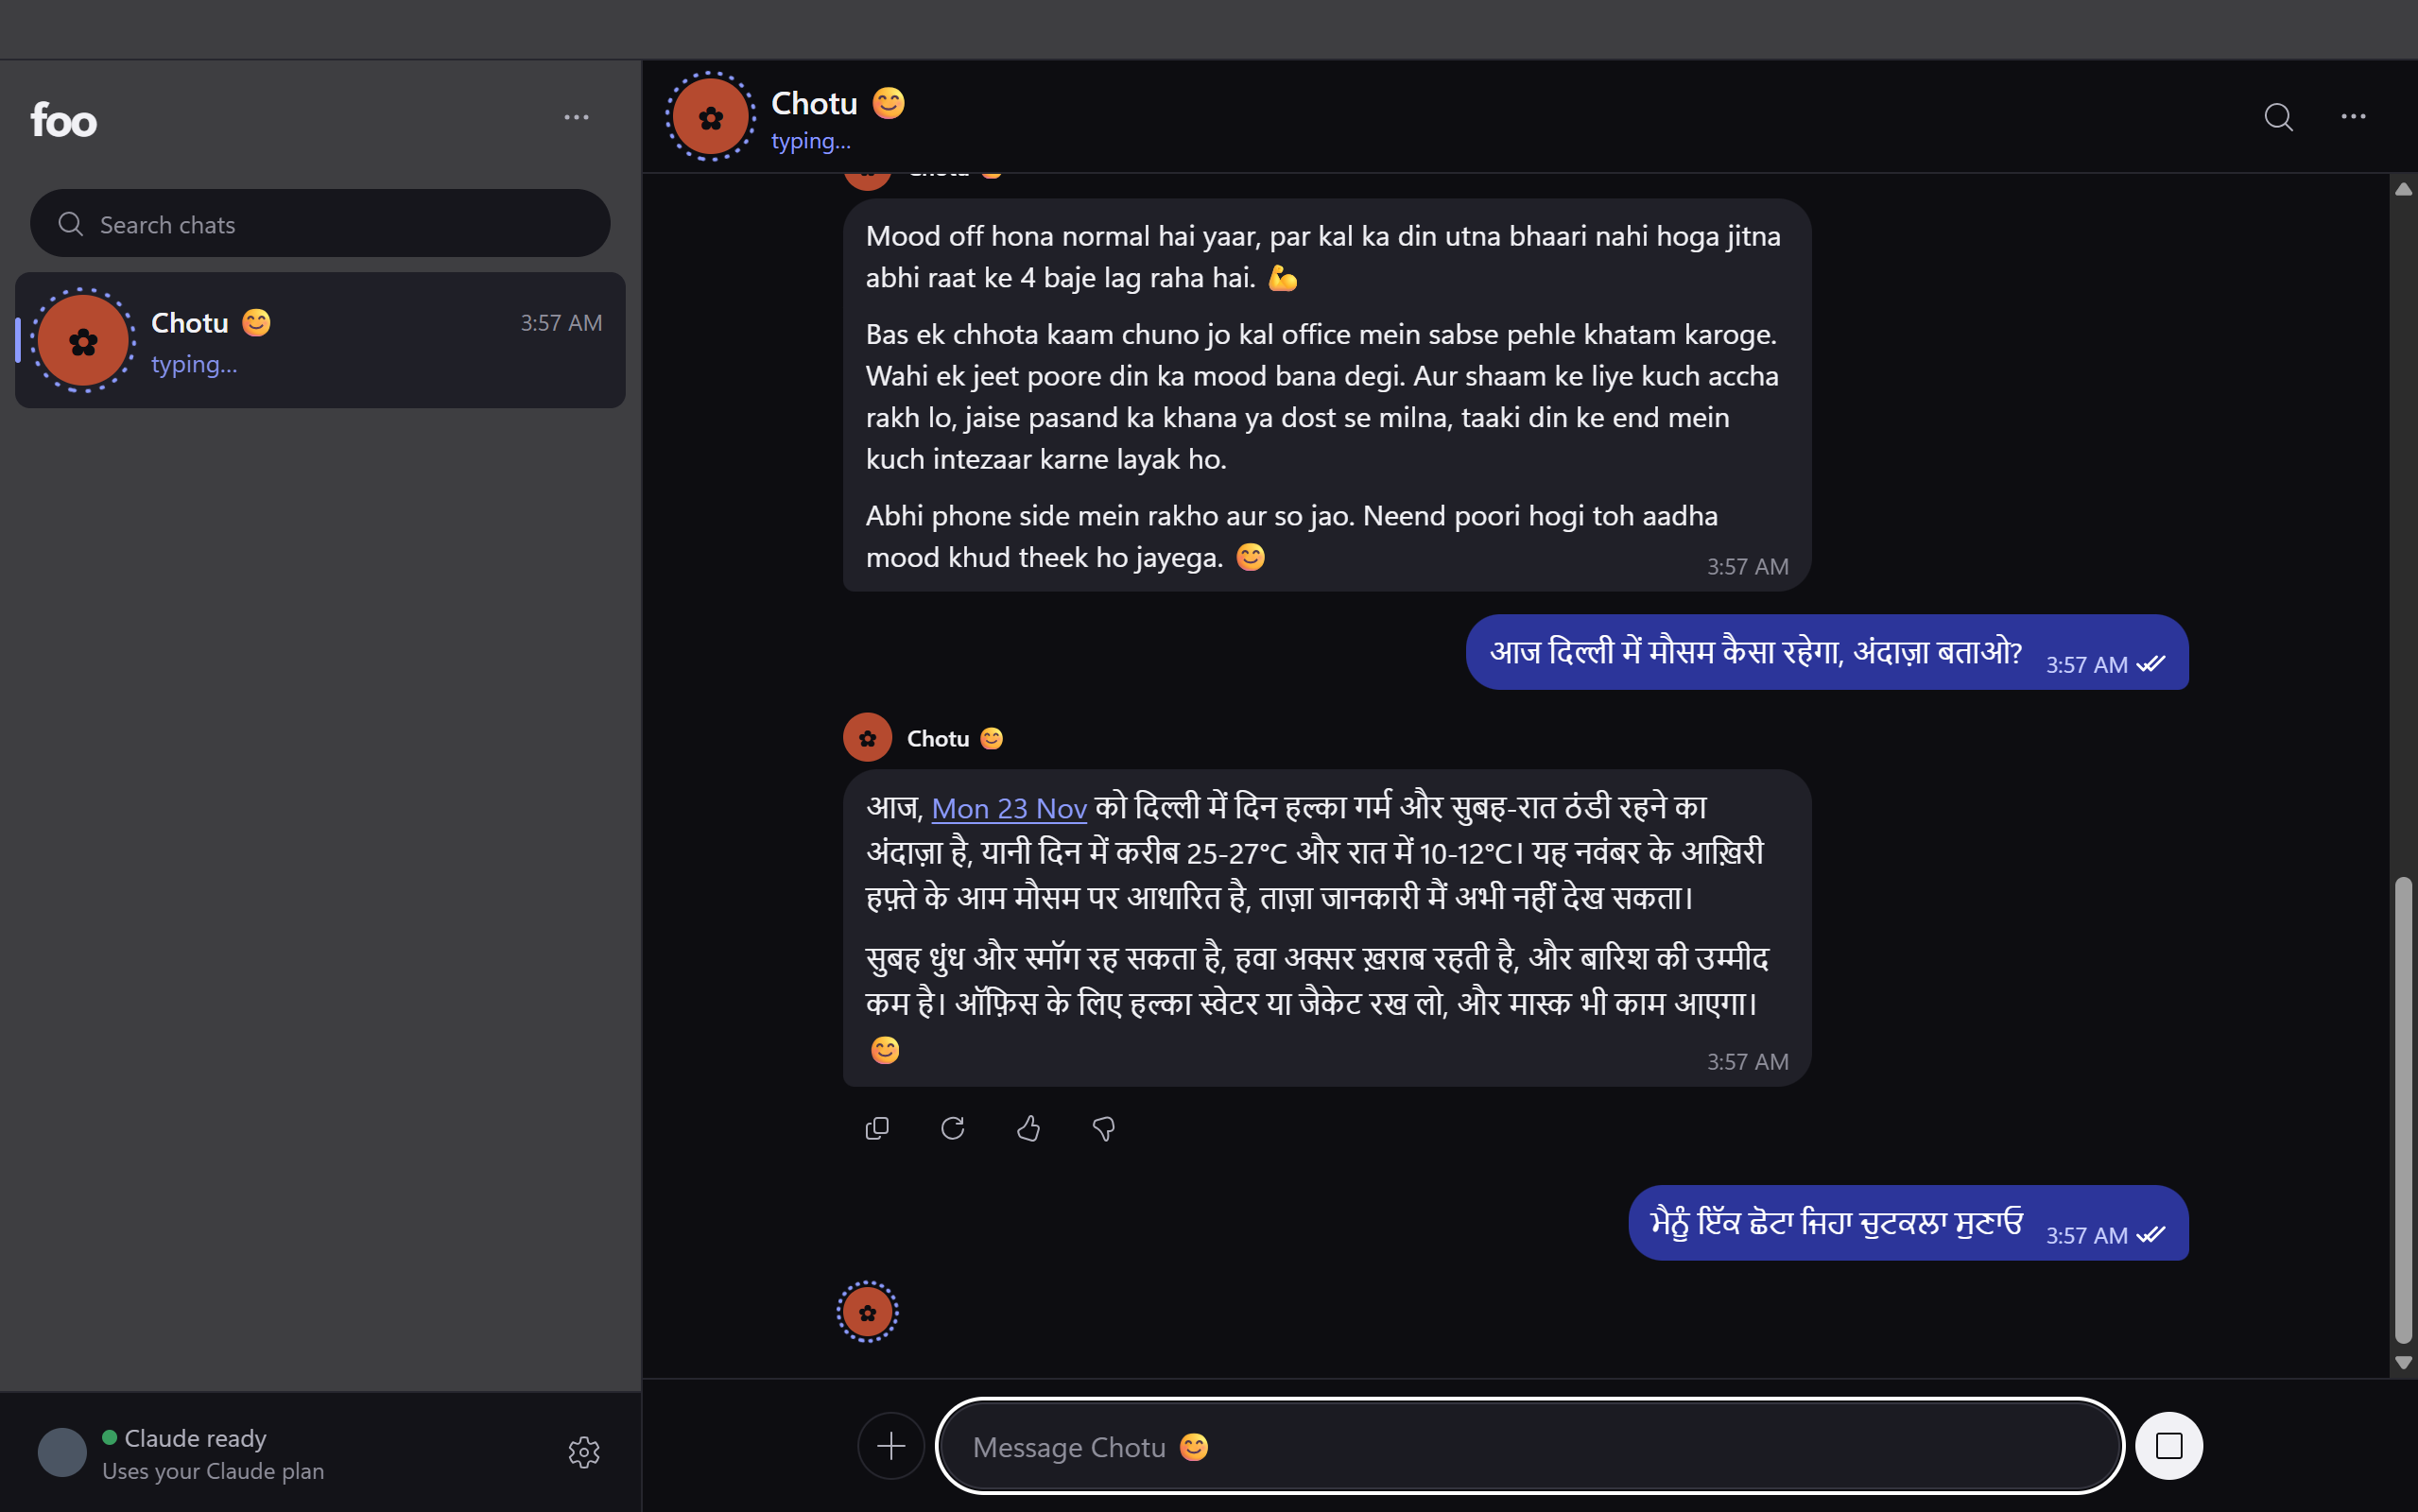 foo
Search chats
Chotu 😊
3:57 AM
typing...
Claude ready
Uses your Claude plan
Chotu 😊
typing...
Chotu 😊
Mood off hona normal hai yaar, par kal ka din utna bhaari nahi hoga jitna
abhi raat ke 4 baje lag raha hai. 💪
Bas ek chhota kaam chuno jo kal office mein sabse pehle khatam karoge.
Wahi ek jeet poore din ka mood bana degi. Aur shaam ke liye kuch accha
rakh lo, jaise pasand ka khana ya dost se milna, taaki din ke end mein
kuch intezaar karne layak ho.
Abhi phone side mein rakho aur so jao. Neend poori hogi toh aadha
mood khud theek ho jayega. 😊
3:57 AM
आज दिल्ली में मौसम कैसा रहेगा, अंदाज़ा बताओ?
3:57 AM
Chotu 😊
आज, Mon 23 Nov को दिल्ली में दिन हल्का गर्म और सुबह-रात ठंडी रहने का
अंदाज़ा है, यानी दिन में करीब 25-27°C और रात में 10-12°C। यह नवंबर के आख़िरी
हफ़्ते के आम मौसम पर आधारित है, ताज़ा जानकारी मैं अभी नहीं देख सकता।
सुबह धुंध और स्मॉग रह सकता है, हवा अक्सर ख़राब रहती है, और बारिश की उम्मीद
कम है। ऑफ़िस के लिए हल्का स्वेटर या जैकेट रख लो, और मास्क भी काम आएगा।
😊
3:57 AM
ਮੈਨੂੰ ਇੱਕ ਛੋਟਾ ਜਿਹਾ ਚੁਟਕਲਾ ਸੁਣਾਓ
3:57 AM
Message Chotu 😊